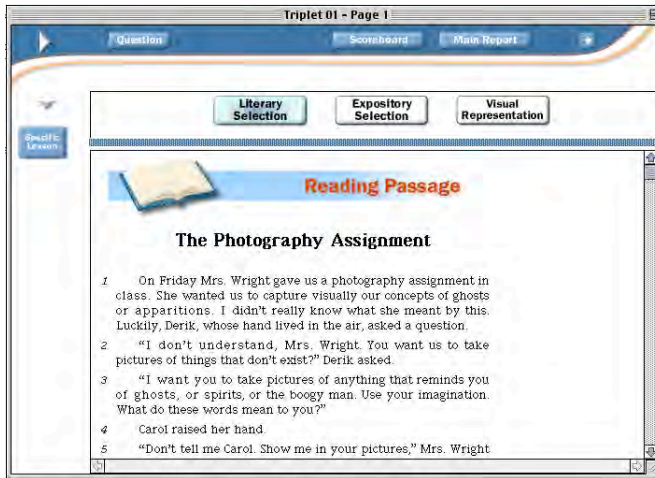 Triplet 01 - Page 1
Question
Scoreboard
Main Report
Specific
Lesson
Literary
Selection
Expository
Selection
Visual
Representation
Reading Passage
The Photography Assignment
1 On Friday Mrs. Wright gave us a photography assignment in
class. She wanted us to capture visually our concepts of ghosts
or apparitions. I didn't really know what she meant by this.
Luckily, Derik, whose hand lived in the air, asked a question.
2 "I don't understand, Mrs. Wright. You want us to take
pictures of things that don't exist?" Derik asked.
3 "I want you to take pictures of anything that reminds you
of ghosts, or spirits, or the boogy man. Use your imagination.
What do these words mean to you?"
4 Carol raised her hand.
5 "Don't tell me Carol. Show me in your pictures," Mrs. Wright